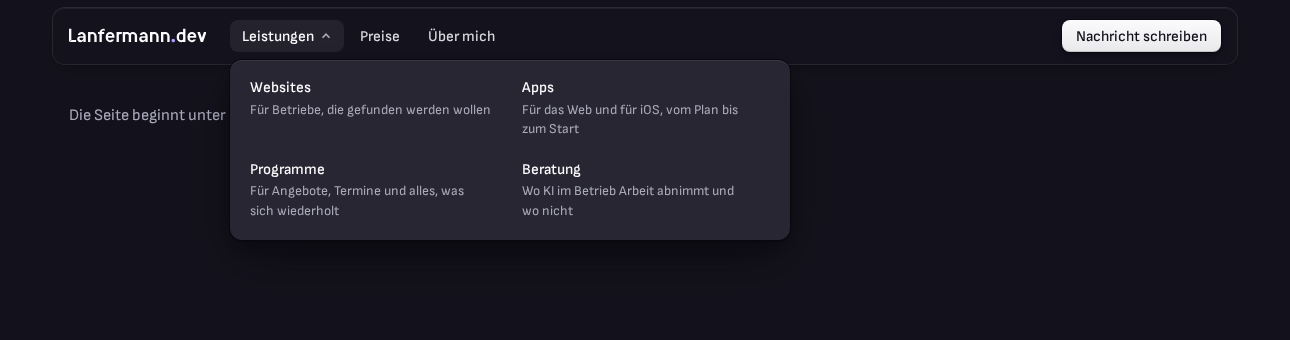 Lanfermann.dev
Leistungen
Preise
Über mich
Nachricht schreiben
Die Seite beginnt unter
Websites
Für Betriebe, die gefunden werden wollen
Apps
Für das Web und für iOS, vom Plan bis
zum Start
Programme
Für Angebote, Termine und alles, was
sich wiederholt
Beratung
Wo KI im Betrieb Arbeit abnimmt und
wo nicht